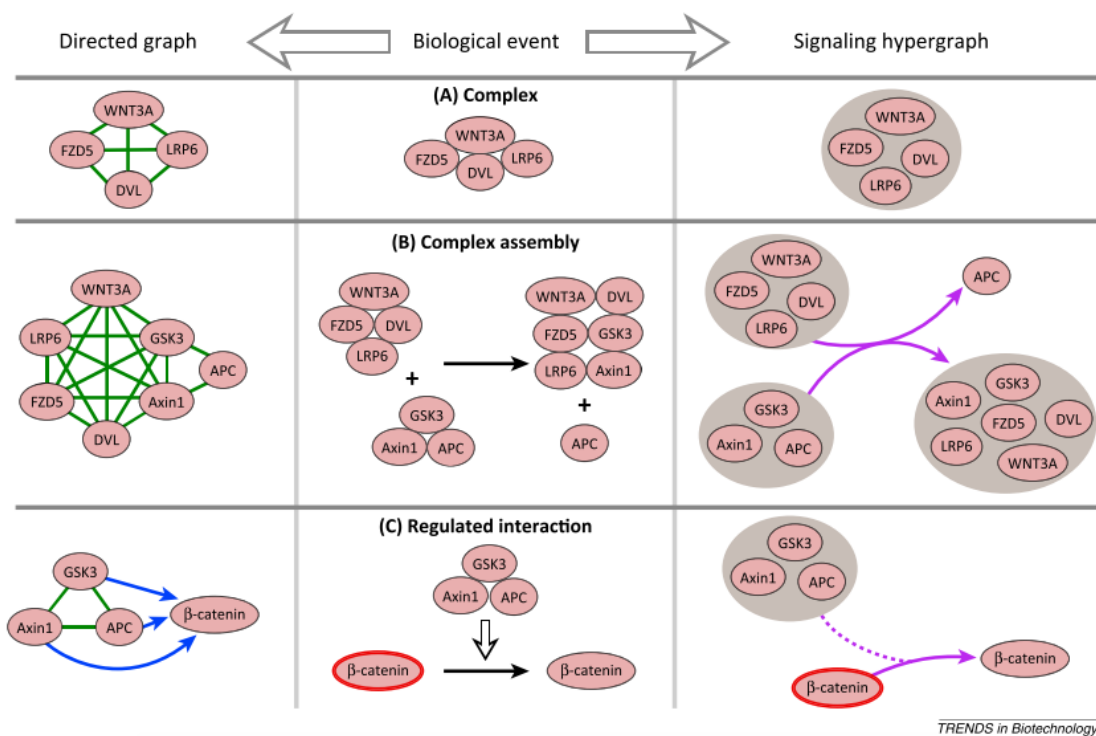 Directed graph
Biological event
Signaling hypergraph
(A) Complex
WNT3A
FZD5
LRP6
DVL
WNT3A
FZD5
LRP6
DVL
WNT3A
FZD5
DVL
LRP6
(B) Complex assembly
WNT3A
LRP6
GSK3
APC
FZD5
Axin1
DVL
WNT3A
FZD5
DVL
LRP6
+
GSK3
Axin1
APC
WNT3A
DVL
FZD5
GSK3
LRP6
Axin1
+
APC
WNT3A
FZD5
DVL
LRP6
APC
GSK3
Axin1
APC
GSK3
Axin1
FZD5
DVL
LRP6
WNT3A
(C) Regulated interaction
GSK3
Axin1
APC
β-catenin
GSK3
Axin1
APC
β-catenin
β-catenin
GSK3
Axin1
APC
β-catenin
β-catenin
TRENDS in Biotechnology